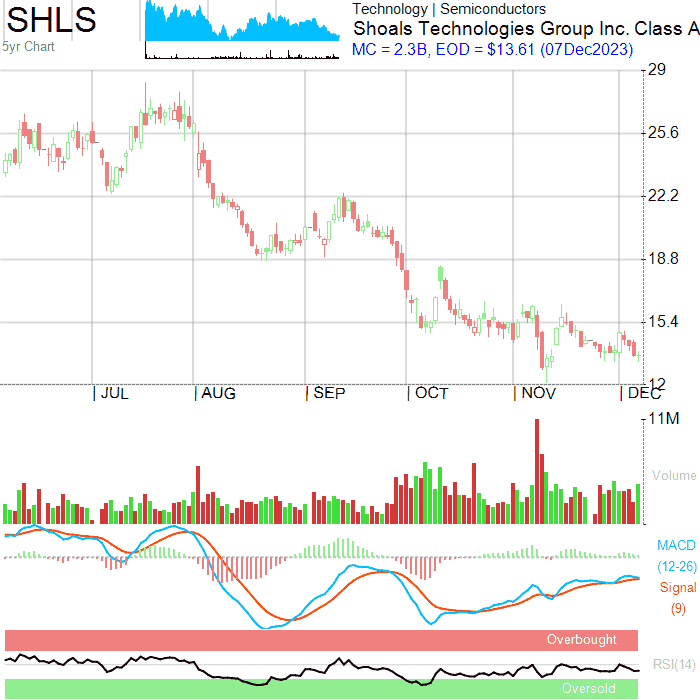 SHLS
5yr Chart
Technology | Semiconductors
Shoals Technologies Group Inc. Class A
MC = 2.3B, EOD = $13.61 (07Dec2023)
29
25.6
22.2
18.8
15.4
12
JUL AUG SEP OCT NOV DEC
11M
Volume
MACD
(12-26)
Signal
(9)
Overbought
RSI(14)
Oversold